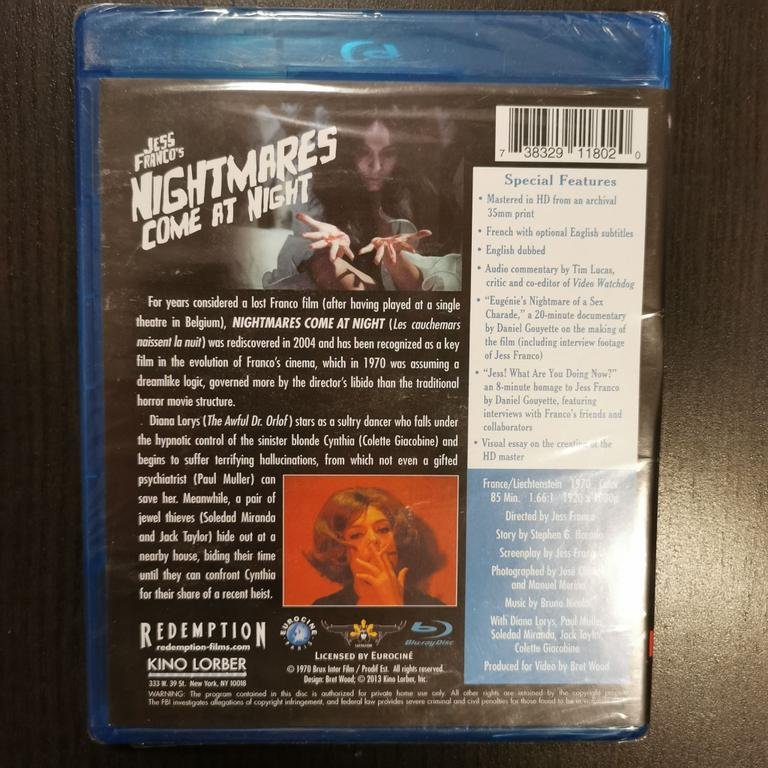 JESS
FRANCO'S
NIGHTMARES
COME AT NIGHT
For years considered a lost Franco film (after having played at a single
theatre in Belgium), NIGHTMARES COME AT NIGHT (Les cauchemars
naissent la nuit) was rediscovered in 2004 and has been recognized as a key
film in the evolution of Franco's cinema, which in 1970 was assuming a
dreamlike logic, governed more by the director's libido than the traditional
horror movie structure.
Diana Lorys (The Awful Dr. Orlof) stars as a sultry dancer who falls under
the hypnotic control of the sinister blonde Cynthia (Colette Giacobine) and
begins to suffer terrifying hallucinations, from which not even a gifted
psychiatrist (Paul Muller) can
save her. Meanwhile, a pair of
jewel thieves (Soledad Miranda
and Jack Taylor) hide out at a
nearby house, biding their time
until they can confront Cynthia
for their share of a recent heist.
7 38329 11802 0
Special Features
• Mastered in HD from an archival
35mm print
• French with optional English subtitles
• English dubbed
• Audio commentary by Tim Lucas,
critic and co-editor of Video Watchdog
• "Eugénie's Nightmare of a Sex
Charade," a 20-minute documentary
by Daniel Gouyette on the making of
the film (including interview footage
of Jess Franco)
• "Jess! What Are You Doing Now?"
an 8-minute homage to Jess Franco
by Daniel Gouyette, featuring
interviews with Franco's friends and
collaborators
• Visual essay on the creation of the
HD master
France/Liechtenstein 1970 Color
85 Min. 1.66:1 1920 x 1080p
Directed by Jess Franco
Story by Stephen G.
Screenplay by Jess Franco
Photographed by José
and Manuel Merino
Music by Bruno Nicolai
With Diana Lorys, Paul Muller,
Soledad Miranda, Jack Taylor,
Colette Giacobine
Produced for Video by Bret Wood
REDEMPTION
redemption-films.com
KINO LORBER
333 W. 39 St. New York, NY 10018
EUROCINE
PARIS
Blu-ray Disc
LICENSED BY EUROCINÉ
© 1970 Brux Inter Film / Prodif Est. All rights reserved.
Design: Bret Wood; © 2013 Kino Lorber, Inc.
WARNING: The program contained in this disc is authorized for private home use only. All other rights are retained by the copyright
The FBI investigates allegations of copyright infringement, and federal law provides severe criminal and civil penalties for those found to be in